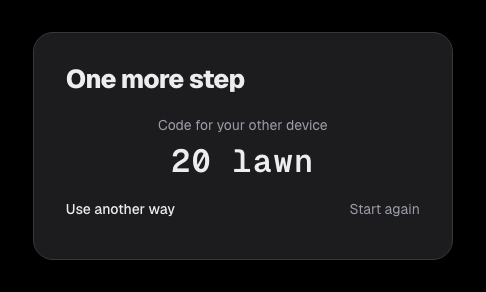 One more step
Code for your other device
20 lawn
Use another way
Start again